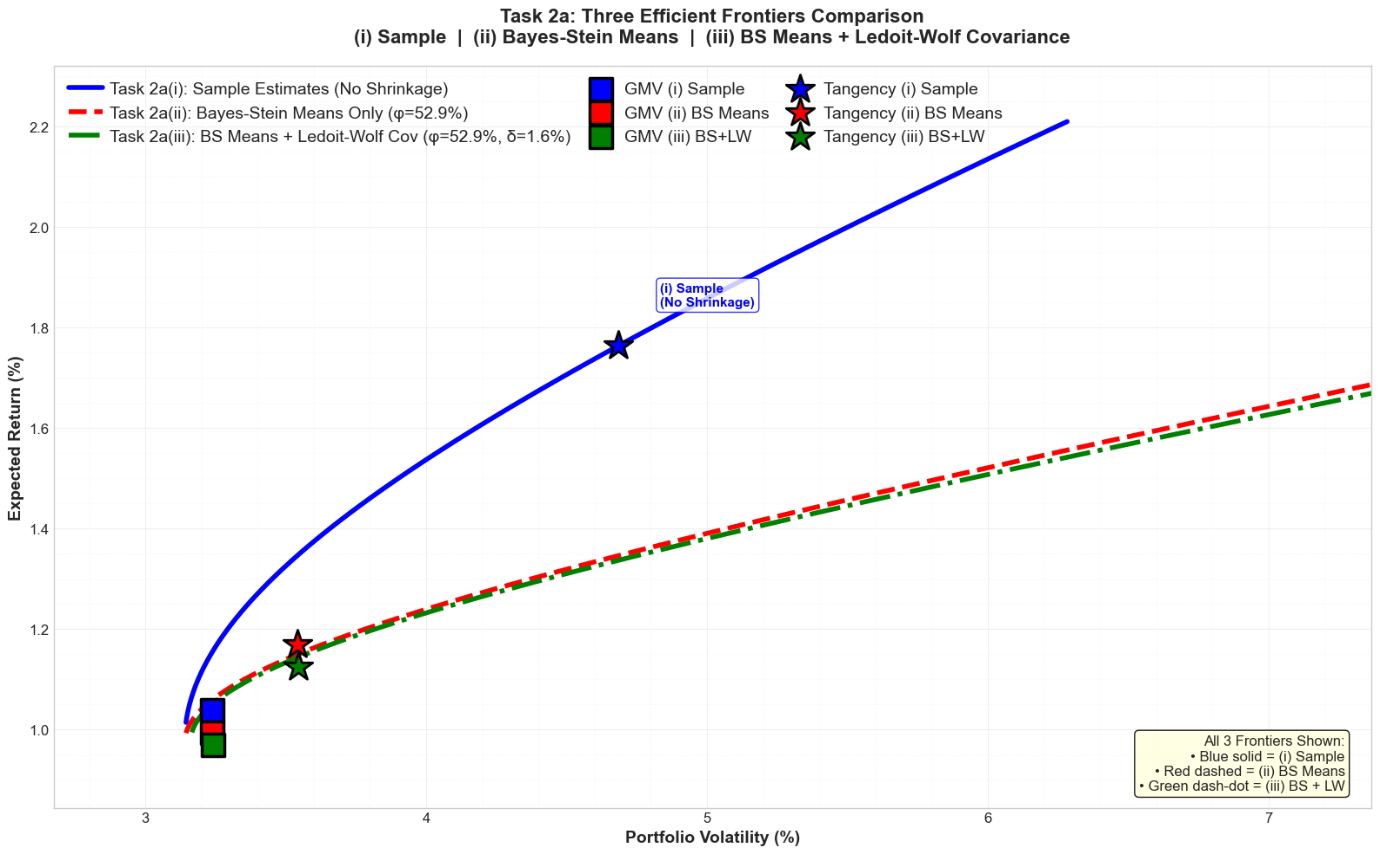 Task 2a: Three Efficient Frontiers Comparison
(i) Sample | (ii) Bayes-Stein Means | (iii) BS Means + Ledoit-Wolf Covariance
Task 2a(i): Sample Estimates (No Shrinkage)
Task 2a(ii): Bayes-Stein Means Only (φ=52.9%)
Task 2a(iii): BS Means + Ledoit-Wolf Cov (φ=52.9%, δ=1.6%)
GMV (i) Sample
GMV (ii) BS Means
GMV (iii) BS+LW
Tangency (i) Sample
Tangency (ii) BS Means
Tangency (iii) BS+LW
Expected Return (%)
2.2
2.0
1.8
1.6
1.4
1.2
1.0
(i) Sample
(No Shrinkage)
All 3 Frontiers Shown:
• Blue solid = (i) Sample
• Red dashed = (ii) BS Means
• Green dash-dot = (iii) BS + LW
3
4
5
6
7
Portfolio Volatility (%)